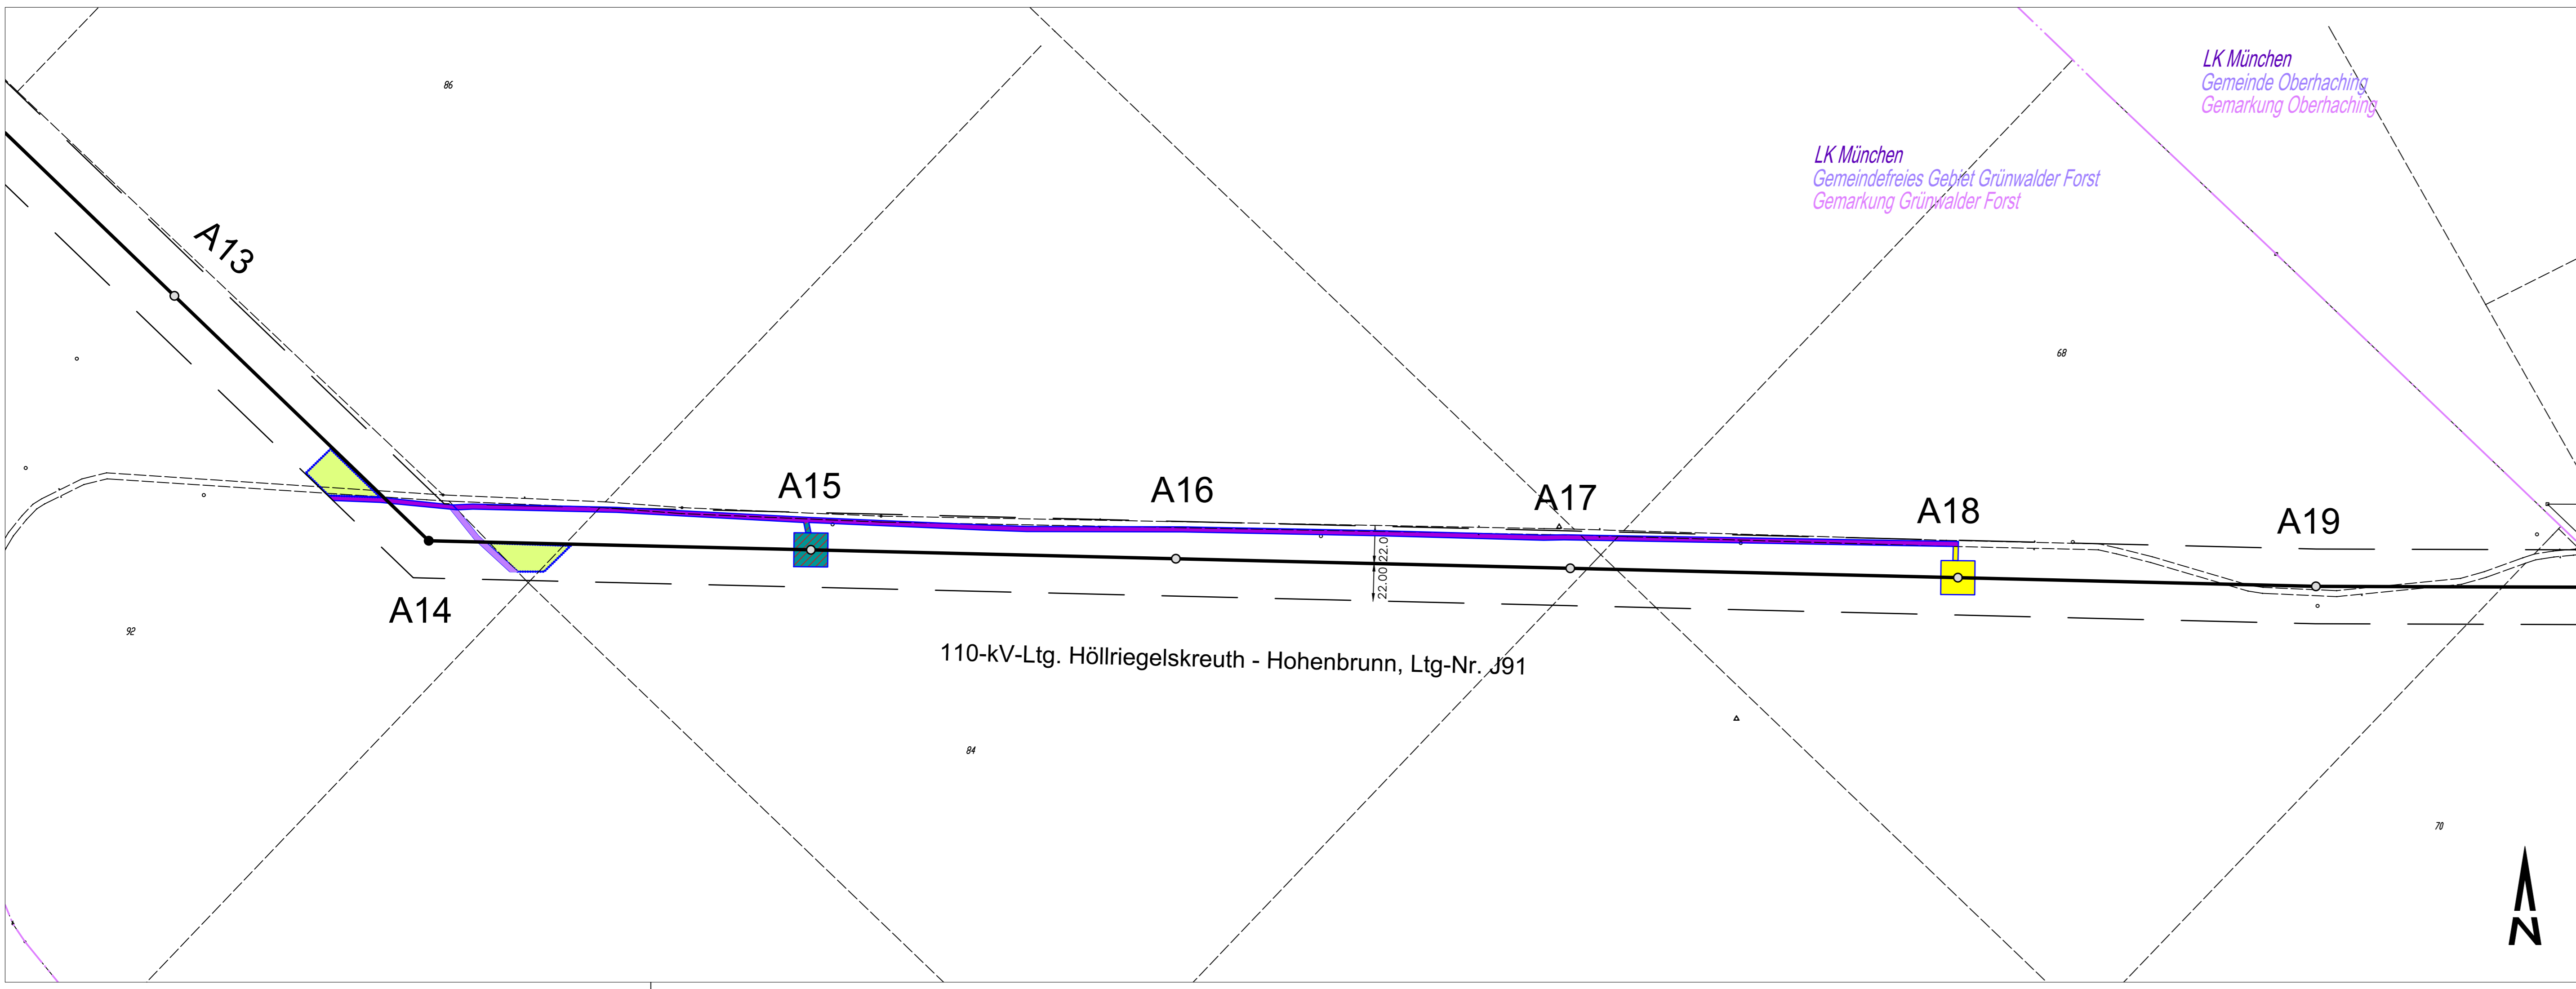 86
LK München
Gemeinde Oberhaching
Gemarkung Oberhaching
LK München
Gemeindefreies Gebiet Grünwalder Forst
Gemarkung Grünwalder Forst
A13
68
A15
A16
A17
A18
A19
22.00
22.0
A14
92
110-kV-Ltg. Höllriegelskreuth - Hohenbrunn, Ltg-Nr. J91
84
70
N